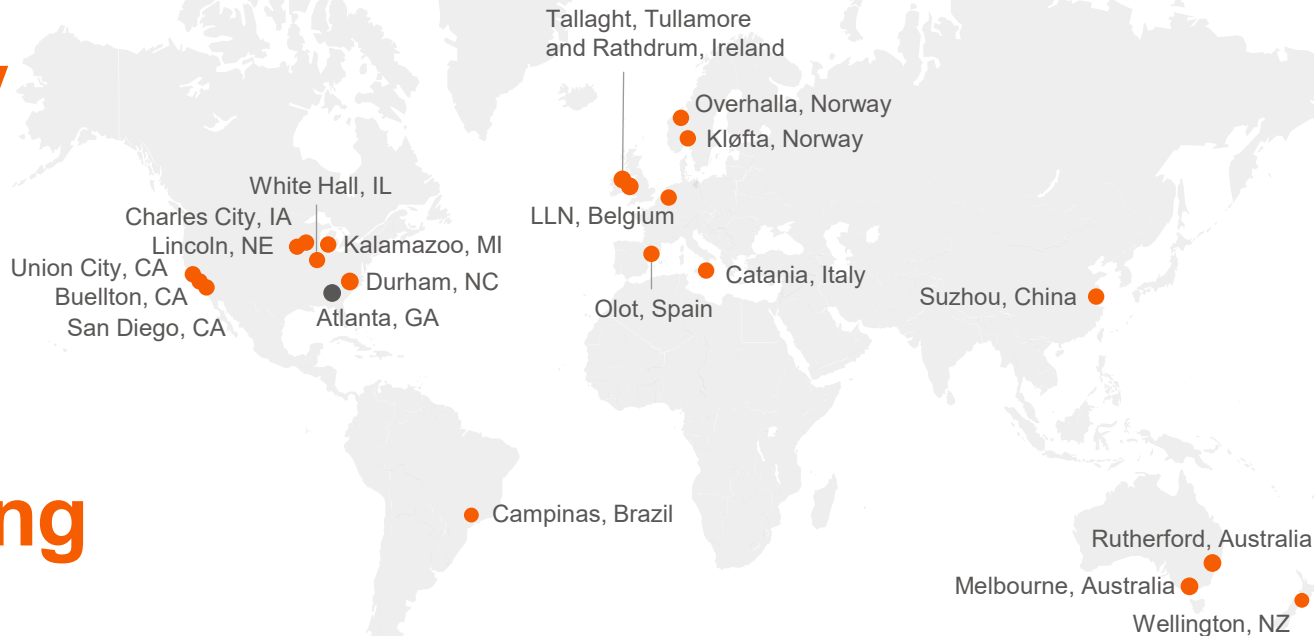 Tallaght, Tullamore
and Rathdrum, Ireland
Overhalla, Norway
Kløfta, Norway
White Hall, IL
Charles City, IA
LLN, Belgium
Lincoln, NE
Kalamazoo, MI
Union City, CA
Durham, NC
Catania, Italy
Buellton, CA
Suzhou, China
Olot, Spain
San Diego, CA
Atlanta, GA
Campinas, Brazil
ng
Rutherford, Australia
Melbourne, Australia
Wellington, NZ